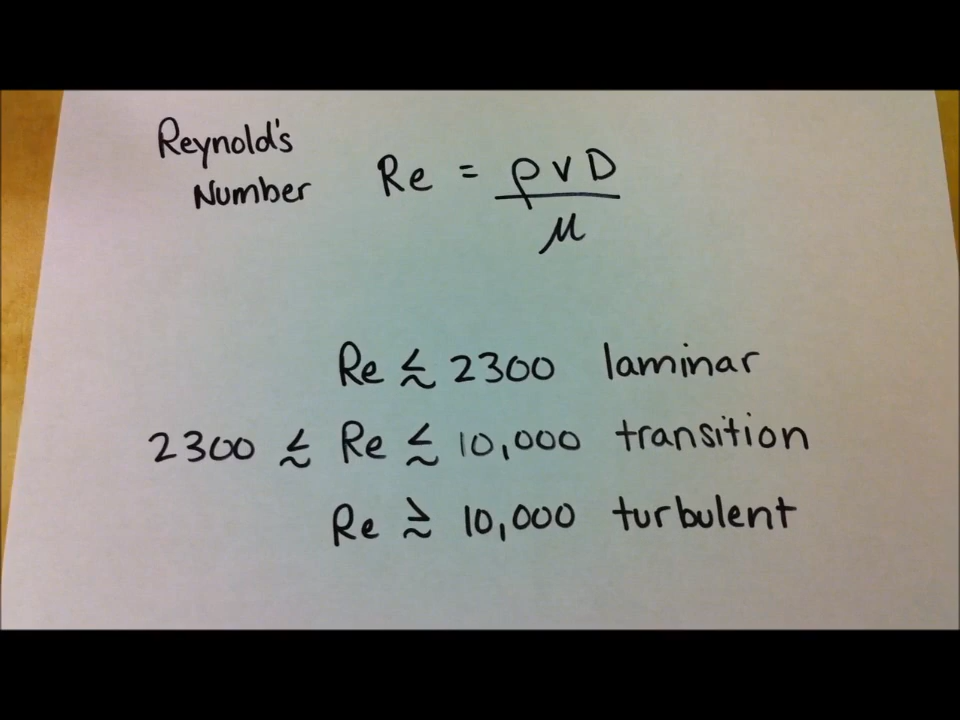 Reynold's
Number
Re = ρvD / μ
Re ≲ 2300 laminar
2300 ≲ Re ≲ 10,000 transition
Re ≳ 10,000 turbulent